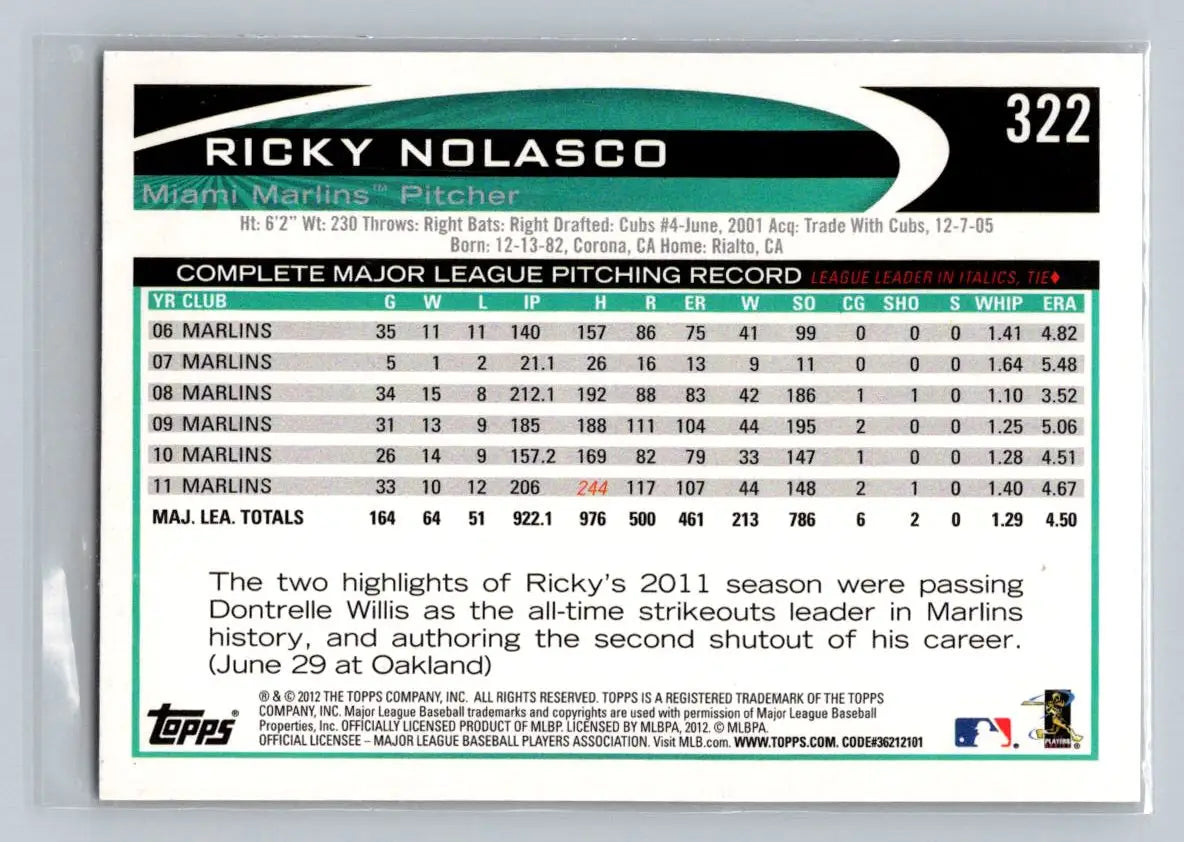 322
RICKY NOLASCO
Miami Marlins™ Pitcher
Ht: 6'2" Wt: 230 Throws: Right Bats: Right Drafted: Cubs #4-June, 2001 Acq: Trade With Cubs, 12-7-05
Born: 12-13-82, Corona, CA Home: Rialto, CA
COMPLETE MAJOR LEAGUE PITCHING RECORD LEAGUE LEADER IN ITALICS, TIE♦
YR CLUB G W L IP H R ER W SO CG SHO S WHIP ERA
06 MARLINS 35 11 11 140 157 86 75 41 99 0 0 0 1.41 4.82
07 MARLINS 5 1 2 21.1 26 16 13 9 11 0 0 0 1.64 5.48
08 MARLINS 34 15 8 212.1 192 88 83 42 186 1 1 0 1.10 3.52
09 MARLINS 31 13 9 185 188 111 104 44 195 2 0 0 1.25 5.06
10 MARLINS 26 14 9 157.2 169 82 79 33 147 1 0 0 1.28 4.51
11 MARLINS 33 10 12 206 244 117 107 44 148 2 1 0 1.40 4.67
MAJ. LEA. TOTALS 164 64 51 922.1 976 500 461 213 786 6 2 0 1.29 4.50
The two highlights of Ricky's 2011 season were passing
Dontrelle Willis as the all-time strikeouts leader in Marlins
history, and authoring the second shutout of his career.
(June 29 at Oakland)
® & © 2012 THE TOPPS COMPANY, INC. ALL RIGHTS RESERVED. TOPPS IS A REGISTERED TRADEMARK OF THE TOPPS
COMPANY, INC. Major League Baseball trademarks and copyrights are used with permission of Major League Baseball
Properties, Inc. OFFICIALLY LICENSED PRODUCT OF MLBP. LICENSED BY MLBPA, 2012. © MLBPA.
OFFICIAL LICENSEE – MAJOR LEAGUE BASEBALL PLAYERS ASSOCIATION. Visit MLB.com. WWW.TOPPS.COM. CODE#36212101
Topps®
PLAYERS